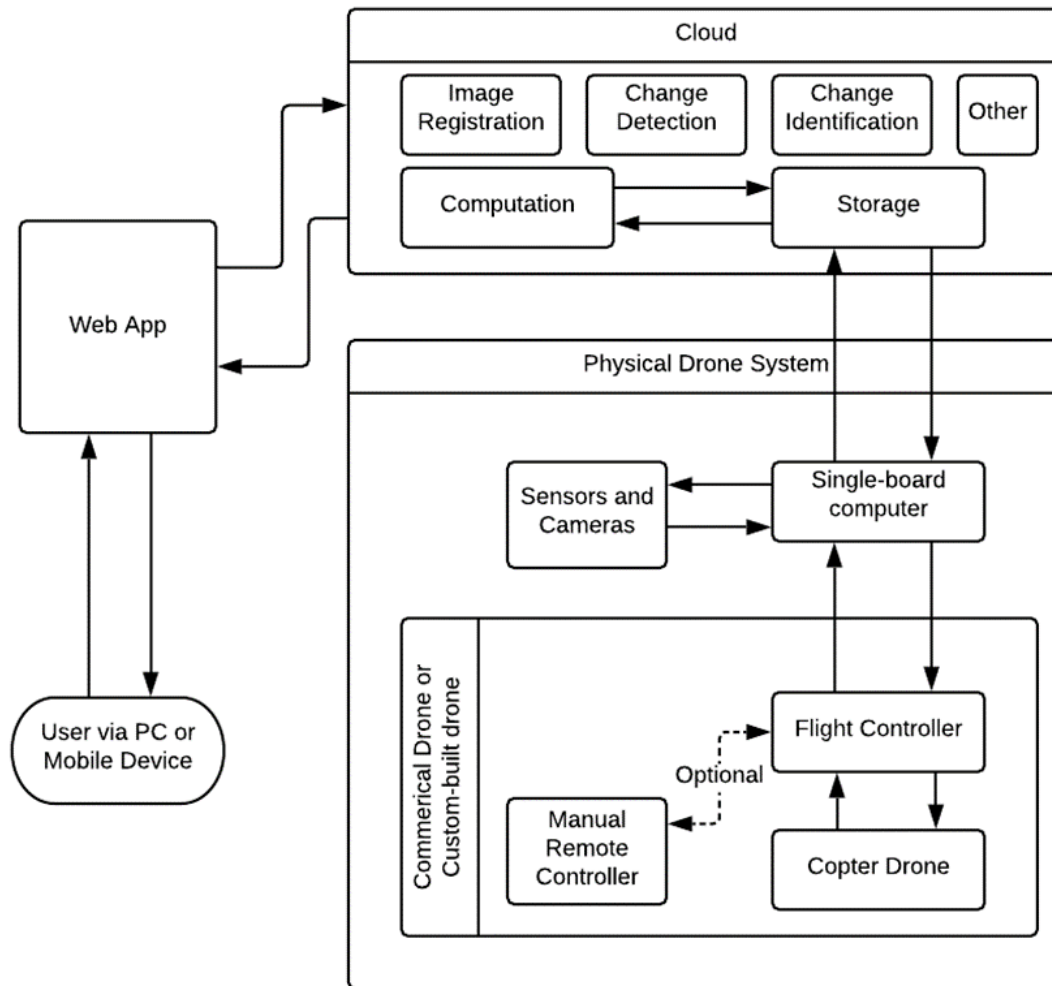 Cloud
Image
Registration
Change
Detection
Change
Identification
Other
Computation
Storage
Web App
Physical Drone System
Sensors and
Cameras
Single-board
computer
User via PC or
Mobile Device
Commerical Drone or
Custom-built drone
Flight Controller
Optional
Manual
Remote
Controller
Copter Drone